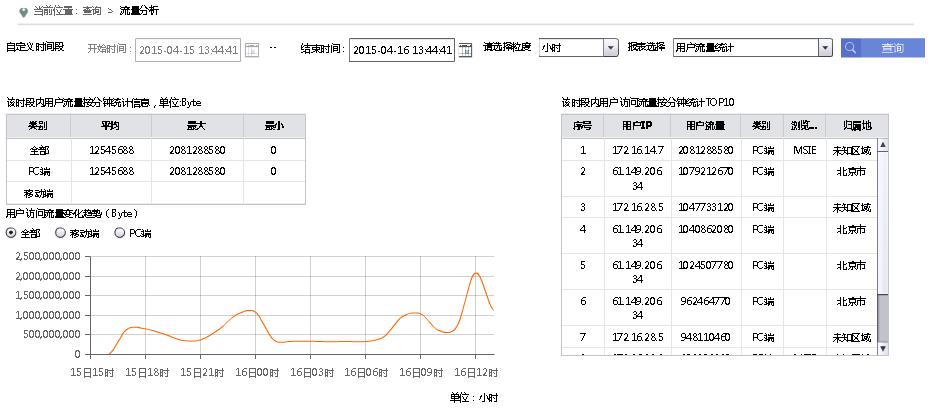 当前位置：查询 > 流量分析
自定义时间段 开始时间：2015-04-15 13:44:41 -- 结束时间：2015-04-16 13:44:41 请选择粒度 小时 报表选择 用户流量统计 查询
该时段内用户流量按分钟统计信息，单位:Byte
类别 平均 最大 最小
全部 12545688 2081288580 0
PC端 12545688 2081288580 0
移动端
用户访问流量变化趋势（Byte）
全部 移动端 PC端
2,500,000,000
2,000,000,000
1,500,000,000
1,000,000,000
500,000,000
0
15日15时 15日18时 15日21时 16日00时 16日03时 16日06时 16日09时 16日12时
单位：小时
该时段内用户访问流量按分钟统计TOP10
序号 用户IP 用户流量 类别 浏览... 归属地
1 172.16.14.7 2081288580 PC端 MSIE 未知区域
2 61.149.206 1079212670 PC端 北京市
34
3 172.16.28.5 1047733120 PC端 未知区域
4 61.149.206 1040862080 PC端 北京市
34
5 61.149.206 1024507780 PC端 北京市
34
6 61.149.206 962464770 PC端 北京市
34
7 172.16.28.5 948110460 PC端 未知区域